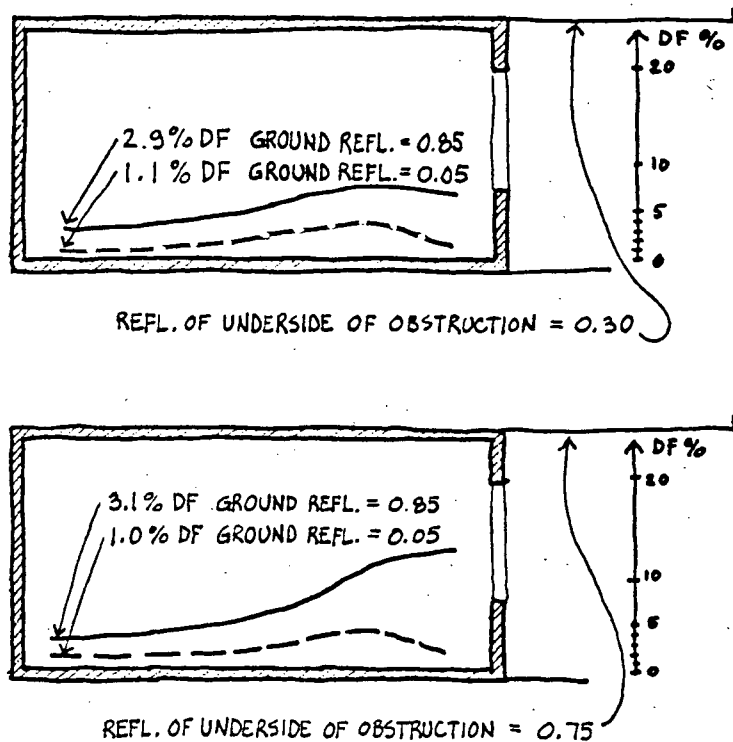 DF %
20
2.9% DF GROUND REFL. = 0.85
1.1 % DF GROUND REFL. = 0.05
10
5
0
REFL. OF UNDERSIDE OF OBSTRUCTION = 0.30
DF %
20
3.1% DF GROUND REFL. = 0.85
1.0% DF GROUND REFL. = 0.05
10
5
0
REFL. OF UNDERSIDE OF OBSTRUCTION = 0.75